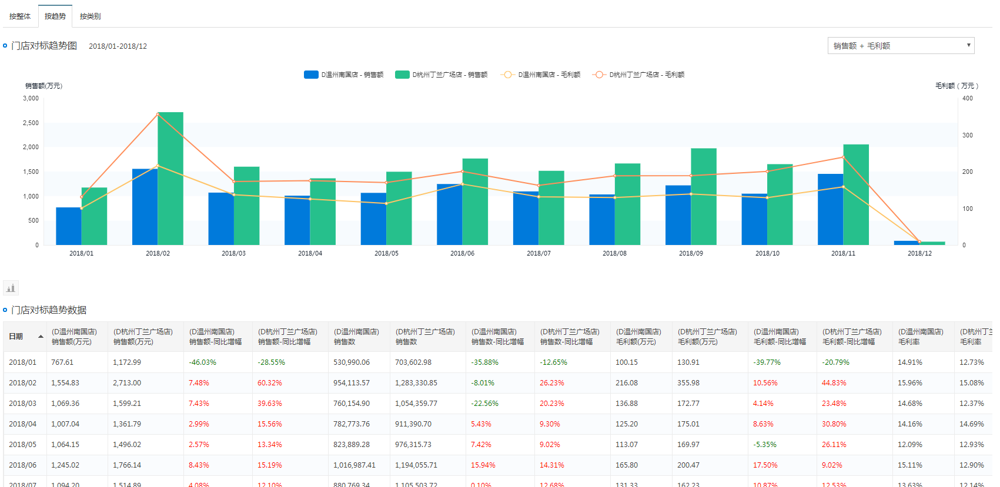 按整体 按趋势 按类别
门店对标趋势图 2018/01-2018/12
销售额 + 毛利额
D温州南国店 - 销售额 D杭州丁兰广场店 - 销售额 D温州南国店 - 毛利额 D杭州丁兰广场店 - 毛利额
销售额(万元) 毛利额 ( 万元 )
3,000 400
2,500
300
2,000
1,500 200
1,000
100
500
0 0
2018/01 2018/02 2018/03 2018/04 2018/05 2018/06 2018/07 2018/08 2018/09 2018/10 2018/11 2018/12
门店对标趋势数据
日期 (D温州南国店) 销售额(万元) (D杭州丁兰广场店) 销售额(万元) (D温州南国店) 销售额-同比增幅 (D杭州丁兰广场店) 销售额-同比增幅 (D温州南国店) 销售数 (D杭州丁兰广场店) 销售数 (D温州南国店) 销售数-同比增幅 (D杭州丁兰广场店) 销售数-同比增幅 (D温州南国店) 毛利额(万元) (D杭州丁兰广场店) 毛利额(万元) (D温州南国店) 毛利额-同比增幅 (D杭州丁兰广场店) 毛利额-同比增幅 (D温州南国店) 毛利率 (D杭州丁兰 毛利率
2018/01 767.61 1,172.99 -46.03% -28.55% 530,990.06 703,602.98 -35.88% -12.65% 100.15 130.91 -39.77% -20.79% 14.91% 12.73%
2018/02 1,554.83 2,713.00 7.48% 60.32% 954,113.57 1,283,330.85 -8.01% 26.23% 216.08 355.98 10.56% 44.83% 15.96% 15.08%
2018/03 1,069.36 1,599.21 7.43% 39.63% 760,154.90 1,054,359.77 -22.56% 20.23% 136.88 172.77 4.14% 23.48% 14.68% 12.37%
2018/04 1,007.04 1,361.79 2.99% 15.56% 782,773.76 911,390.70 5.43% 9.30% 125.20 175.01 8.63% 30.80% 14.16% 14.69%
2018/05 1,064.15 1,496.02 2.57% 13.34% 823,889.28 976,315.73 7.42% 9.02% 113.07 169.97 -5.35% 26.11% 12.09% 12.93%
2018/06 1,245.02 1,766.14 8.43% 15.19% 1,016,987.41 1,194,055.71 15.94% 14.31% 165.80 200.47 17.50% 9.02% 15.11% 12.90%
2018/07 1,094.20 1,514.89 4.08% 12.10% 880,769.34 1,105,503.72 0.10% 12.68% 131.33 162.23 10.87% 12.53% 13.63% 12.14%